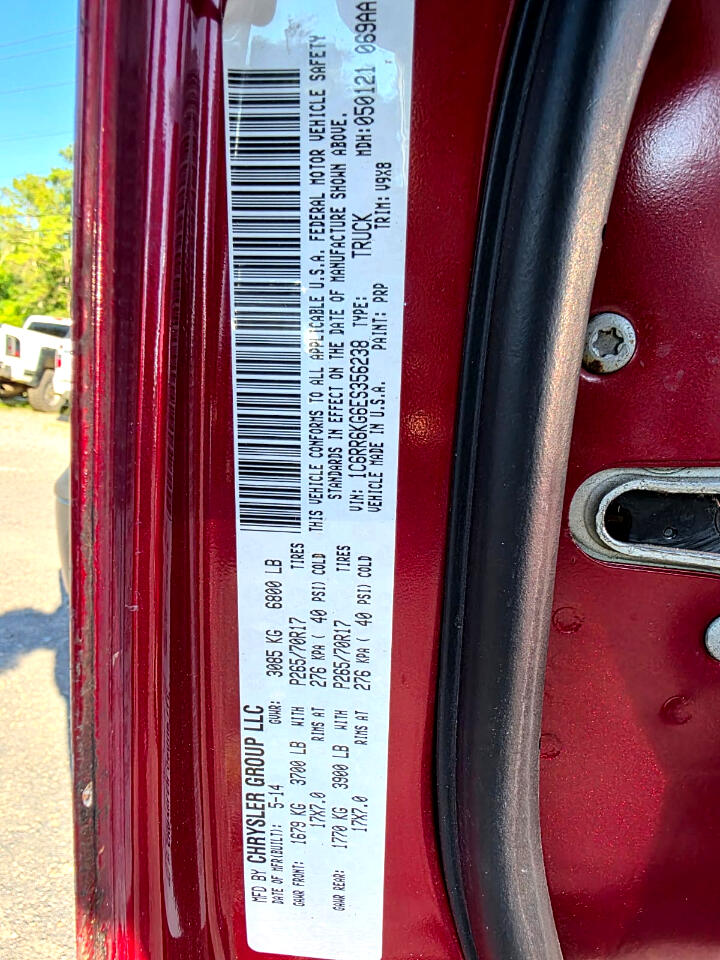 MFD BY CHRYSLER GROUP LLC
DATE OF MFR(BUILT): 5-14 GVWR: 3085 KG 6800 LB
GAWR FRONT: 1679 KG 3700 LB WITH P265/70R17 TIRES
17X7.0 RIMS AT 276 KPA ( 40 PSI) COLD
GAWR REAR: 1770 KG 3900 LB WITH P265/70R17 TIRES
17X7.0 RIMS AT 276 KPA ( 40 PSI) COLD
THIS VEHICLE CONFORMS TO ALL APPLICABLE U.S.A. FEDERAL MOTOR VEHICLE SAFETY
STANDARDS IN EFFECT ON THE DATE OF MANUFACTURE SHOWN ABOVE.
VIN: 1C6RR6KG6ES356238 TYPE: TRUCK MDH: 050121 069AA
VEHICLE MADE IN U.S.A. PAINT: PRP TRIM: V9X8